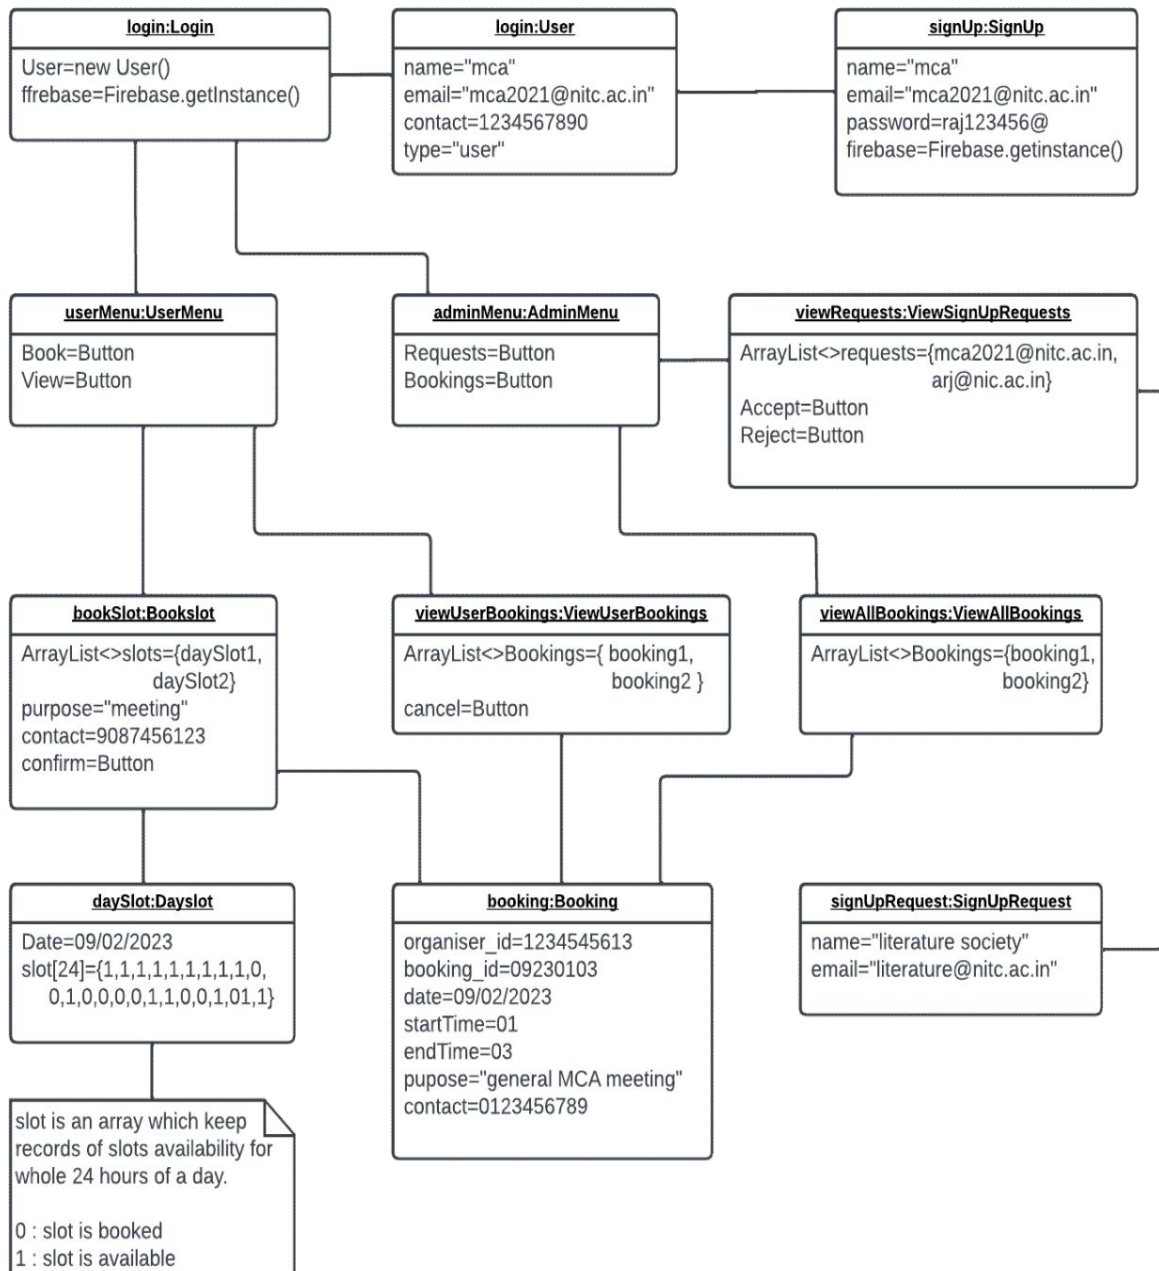 login:Login
User=new User()
ffrebase=Firebase.getInstance()
login:User
name="mca"
email="mca2021@nitc.ac.in"
contact=1234567890
type="user"
signUp:SignUp
name="mca"
email="mca2021@nitc.ac.in"
password=raj123456@
firebase=Firebase.getinstance()
userMenu:UserMenu
Book=Button
View=Button
adminMenu:AdminMenu
Requests=Button
Bookings=Button
viewRequests:ViewSignUpRequests
ArrayList<>requests={mca2021@nitc.ac.in,
arj@nic.ac.in}
Accept=Button
Reject=Button
bookSlot:Bookslot
ArrayList<>slots={daySlot1,
daySlot2}
purpose="meeting"
contact=9087456123
confirm=Button
viewUserBookings:ViewUserBookings
ArrayList<>Bookings={ booking1,
booking2 }
cancel=Button
viewAllBookings:ViewAllBookings
ArrayList<>Bookings={booking1,
booking2}
daySlot:Dayslot
Date=09/02/2023
slot[24]={1,1,1,1,1,1,1,1,1,0,
0,1,0,0,0,0,1,1,0,0,1,01,1}
booking:Booking
organiser_id=1234545613
booking_id=09230103
date=09/02/2023
startTime=01
endTime=03
pupose="general MCA meeting"
contact=0123456789
signUpRequest:SignUpRequest
name="literature society"
email="literature@nitc.ac.in"
slot is an array which keep
records of slots availability for
whole 24 hours of a day.
0 : slot is booked
1 : slot is available